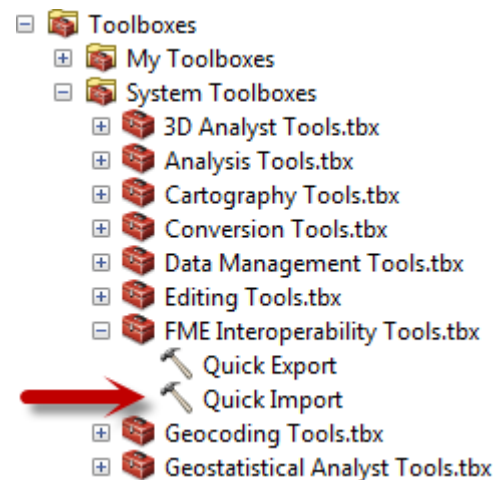 Toolboxes
My Toolboxes
System Toolboxes
3D Analyst Tools.tbx
Analysis Tools.tbx
Cartography Tools.tbx
Conversion Tools.tbx
Data Management Tools.tbx
Editing Tools.tbx
FME Interoperability Tools.tbx
Quick Export
Quick Import
Geocoding Tools.tbx
Geostatistical Analyst Tools.tbx